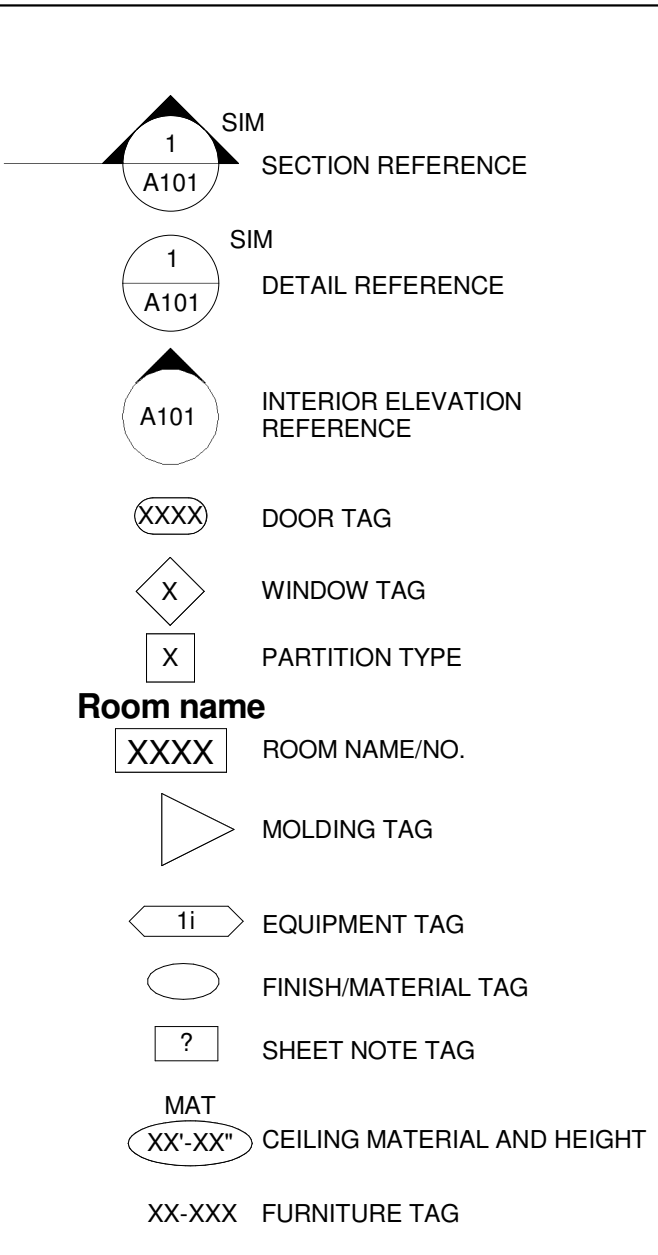 SIM
1
A101
SECTION REFERENCE
SIM
1
A101
DETAIL REFERENCE
A101
INTERIOR ELEVATION
REFERENCE
XXXX DOOR TAG
X WINDOW TAG
X PARTITION TYPE
Room name
XXXX ROOM NAME/NO.
MOLDING TAG
1i EQUIPMENT TAG
FINISH/MATERIAL TAG
? SHEET NOTE TAG
MAT
XX'-XX" CEILING MATERIAL AND HEIGHT
XX-XXX FURNITURE TAG